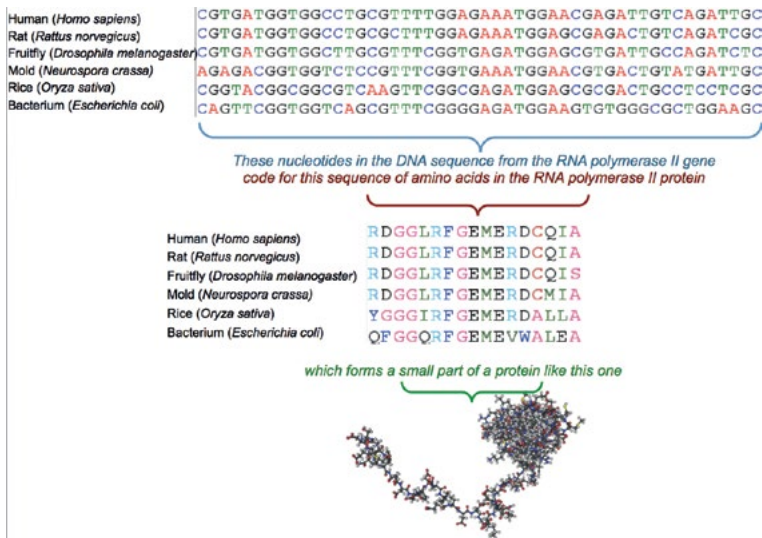 Human (Homo sapiens) CGTGATGGTGGCCTGCGTTTTGGAGAAATGGAACGAGATTGTCAGATTGC
Rat (Rattus norvegicus) CGTGATGGTGGCCTGCGCTTTGGAGAAATGGAGCGAGACTGTCAGATCGC
Fruitfly (Drosophila melanogaster) CGTGATGGTGGCTTGCGTTTCGGTGAGATGGAGCGTGATTGCCAGATCTC
Mold (Neurospora crassa) AGAGACGGTGGTCTCCGTTTCGGTGAAATGGAACGTGACTGTATGATTGC
Rice (Oryza sativa) CGGTACGGCGGCGTCAAGTTCGGCGAGATGGAGCGCGACTGCCTCCTCGC
Bacterium (Escherichia coli) CAGTTCGGTGGTCAGCGTTTCGGGGAGATGGAAGTGTGGGCGCTGGAAGC
These nucleotides in the DNA sequence from the RNA polymerase II gene
code for this sequence of amino acids in the RNA polymerase II protein
Human (Homo sapiens) RDGGLRFGEMERDCQIA
Rat (Rattus norvegicus) RDGGLRFGEMERDCQIA
Fruitfly (Drosophila melanogaster) RDGGLRFGEMERDCQIS
Mold (Neurospora crassa) RDGGLRFGEMERDCMIA
Rice (Oryza sativa) YGGGIRFGEMERDALLA
Bacterium (Escherichia coli) QFGGQRFGEMEVWALEA
which forms a small part of a protein like this one